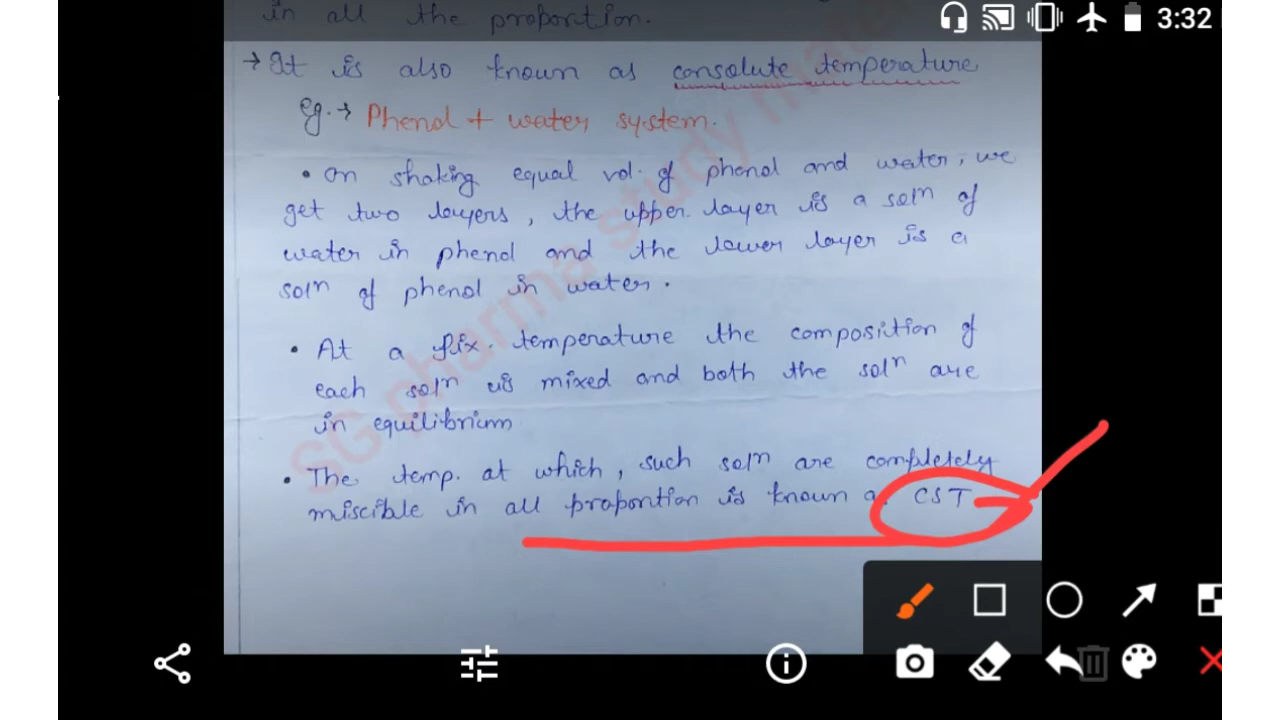 in all the proportion.
→ It is also known as consolute temperature
Eg. → Phenol + water system.
• On shaking equal vol. of phenol and water, we
get two layers, the upper layer is a solⁿ of
water in phenol and the lower layer is a
solⁿ of phenol in water.
• At a fix. temperature the composition of
each solⁿ is mixed and both the solⁿ are
in equilibrium
• The temp. at which, such solⁿ are completely
miscible in all proportion is known a. CST
SG pharma study
3:32